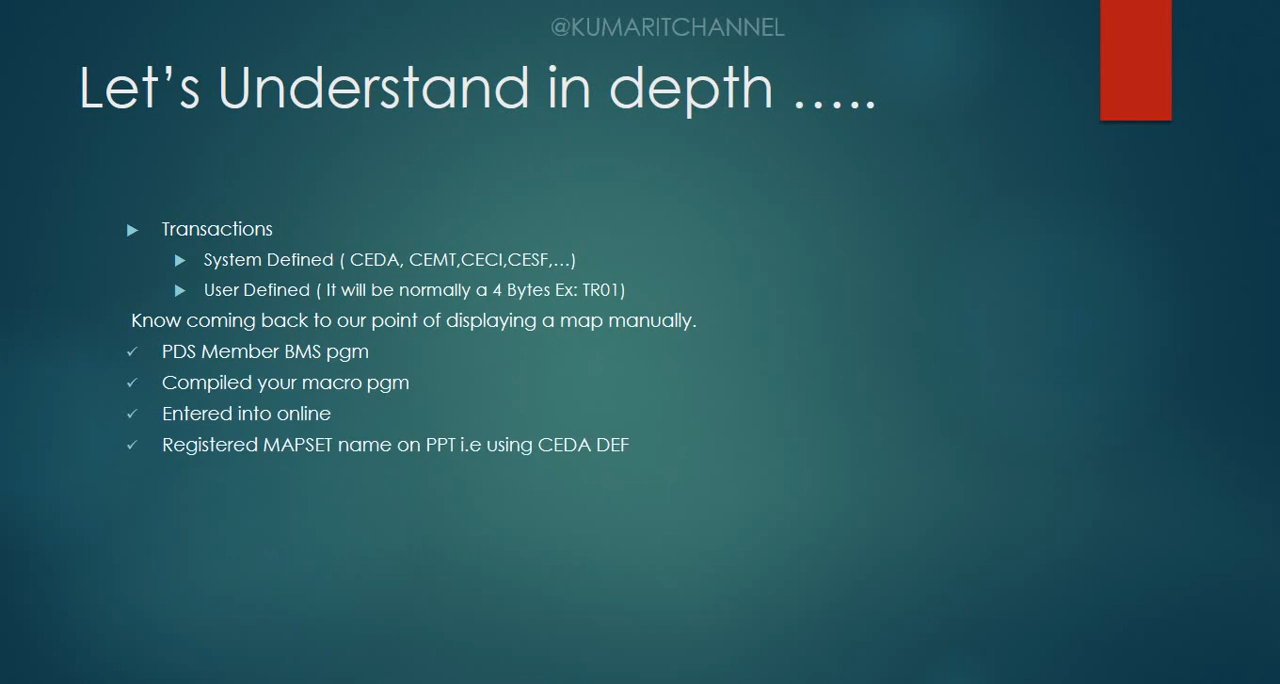 @KUMARITCHANNEL
Let’s Understand in depth …..
Transactions
System Defined ( CEDA, CEMT,CECI,CESF,…)
User Defined ( It will be normally a 4 Bytes Ex: TR01)
Know coming back to our point of displaying a map manually.
PDS Member BMS pgm
Compiled your macro pgm
Entered into online
Registered MAPSET name on PPT i.e using CEDA DEF